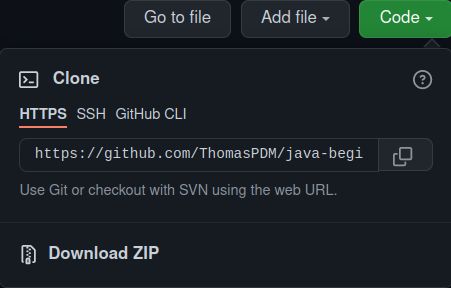 Go to file Add file Code
Clone
HTTPS SSH GitHub CLI
https://github.com/ThomasPDM/java-begi
Use Git or checkout with SVN using the web URL.
Download ZIP